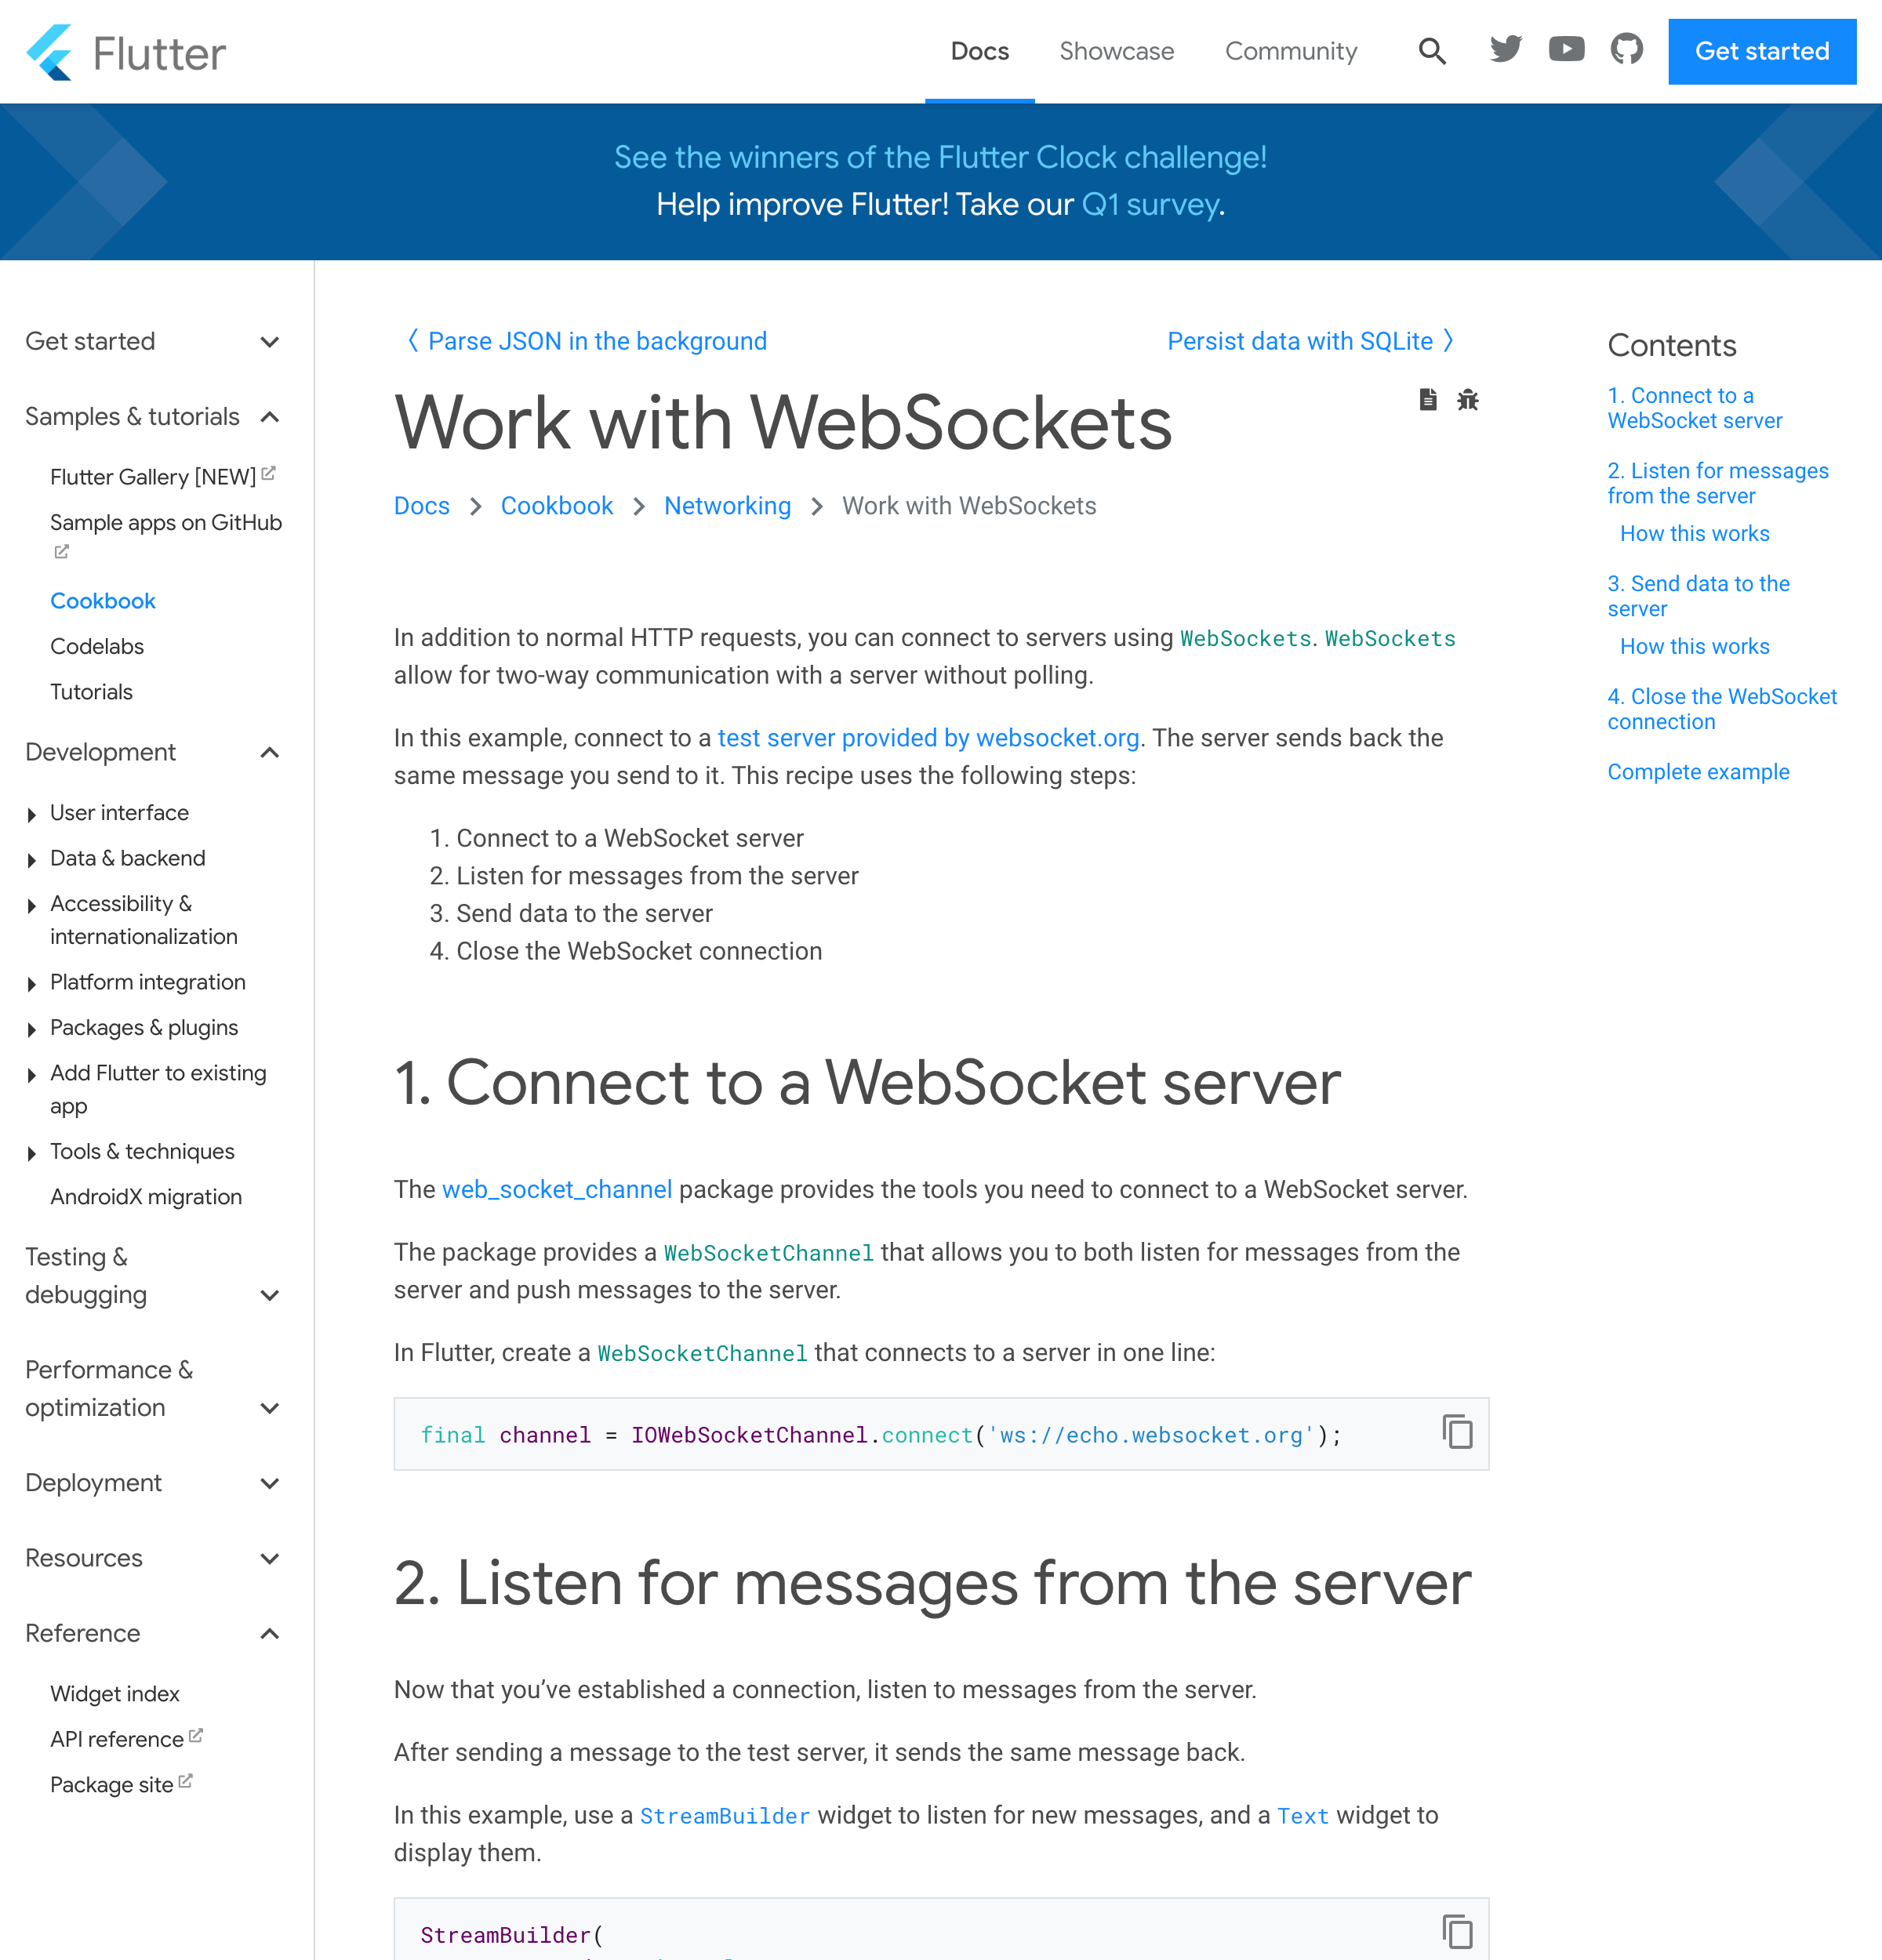 Flutter
Docs
Showcase
Community
Get started
See the winners of the Flutter Clock challenge!
Help improve Flutter! Take our Q1 survey.
Get started
Samples & tutorials
Flutter Gallery [NEW]
Sample apps on GitHub
Cookbook
Codelabs
Tutorials
Development
User interface
Data & backend
Accessibility &
internationalization
Platform integration
Packages & plugins
Add Flutter to existing
app
Tools & techniques
AndroidX migration
Testing &
debugging
Performance &
optimization
Deployment
Resources
Reference
Widget index
API reference
Package site
〈 Parse JSON in the background
Persist data with SQLite 〉
Work with WebSockets
Docs > Cookbook > Networking > Work with WebSockets
In addition to normal HTTP requests, you can connect to servers using WebSockets. WebSockets
allow for two-way communication with a server without polling.
In this example, connect to a test server provided by websocket.org. The server sends back the
same message you send to it. This recipe uses the following steps:
1. Connect to a WebSocket server
2. Listen for messages from the server
3. Send data to the server
4. Close the WebSocket connection
1. Connect to a WebSocket server
The web_socket_channel package provides the tools you need to connect to a WebSocket server.
The package provides a WebSocketChannel that allows you to both listen for messages from the
server and push messages to the server.
In Flutter, create a WebSocketChannel that connects to a server in one line:
final channel = IOWebSocketChannel.connect('ws://echo.websocket.org');
2. Listen for messages from the server
Now that you’ve established a connection, listen to messages from the server.
After sending a message to the test server, it sends the same message back.
In this example, use a StreamBuilder widget to listen for new messages, and a Text widget to
display them.
StreamBuilder(
Contents
1. Connect to a
WebSocket server
2. Listen for messages
from the server
How this works
3. Send data to the
server
How this works
4. Close the WebSocket
connection
Complete example